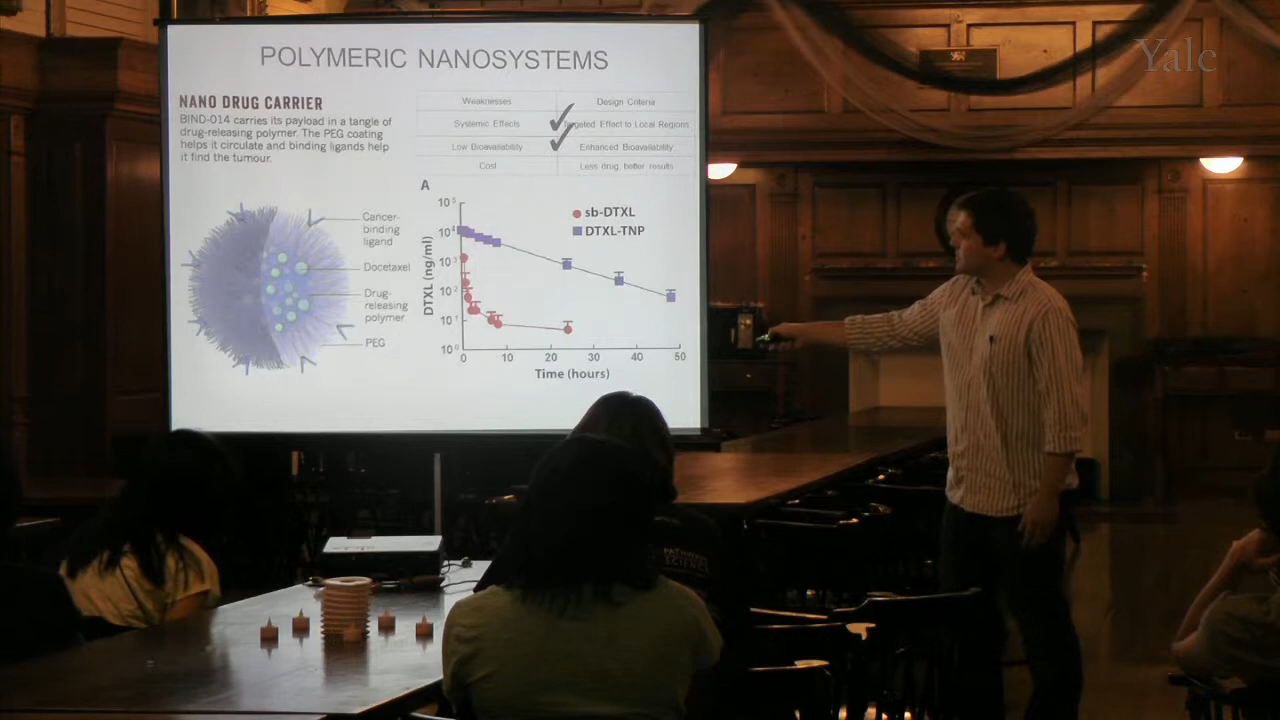 Yale
POLYMERIC NANOSYSTEMS
NANO DRUG CARRIER
BIND-014 carries its payload in a tangle of
drug-releasing polymer. The PEG coating
helps it circulate and binding ligands help
it find the tumour.
Weaknesses
Design Criteria
Systemic Effects
Targeted Effect to Local Regions
Low Bioavailability
Enhanced Bioavailability
Cost
Less drug, better results
Cancer-
binding
ligand
Docetaxel
Drug-
releasing
polymer
PEG
A
sb-DTXL
DTXL-TNP
DTXL (ng/ml)
10⁵
10⁴
10³
10²
10¹
10⁰
0
10
20
30
40
50
Time (hours)
SCIENCE